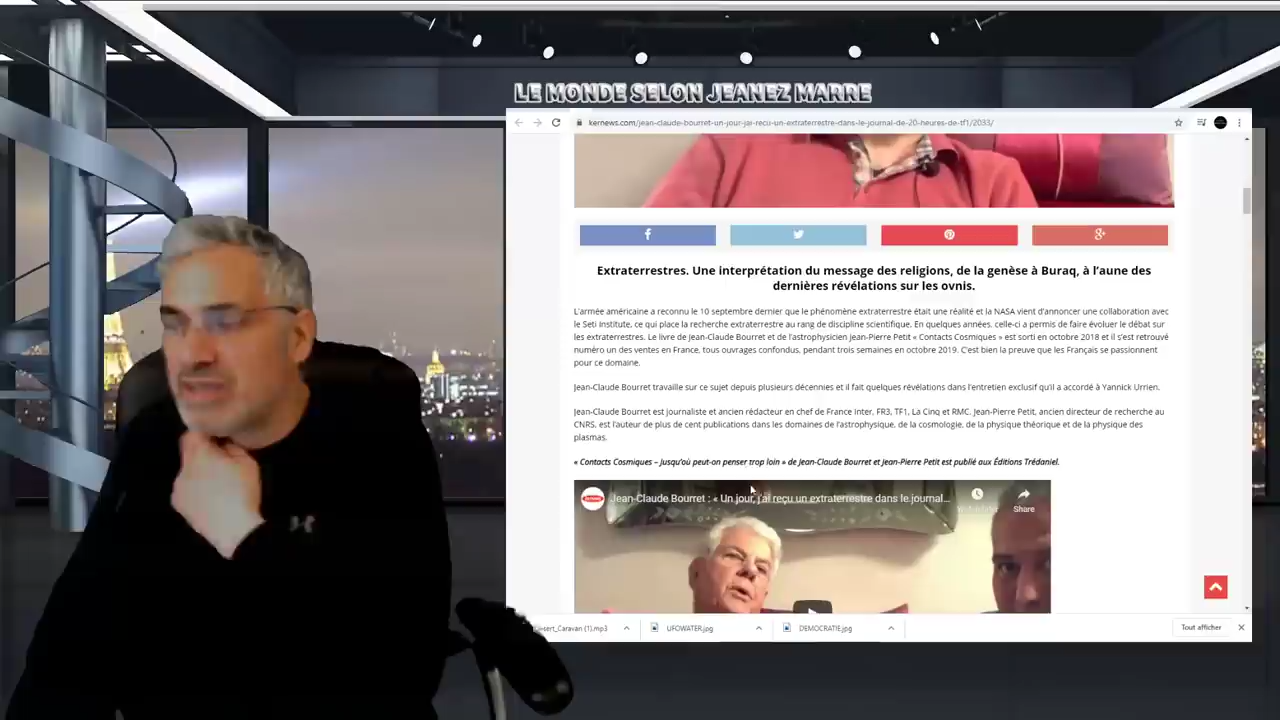 LE MONDE SELON JEANEZ MARRE
kernews.com/jean-claude-bourret-un-jour-jai-recu-un-extraterrestre-dans-le-journal-de-20-heures-de-tf1/2033/
Extraterrestres. Une interprétation du message des religions, de la genèse à Buraq, à l'aune des
dernières révélations sur les ovnis.
L'armée américaine a reconnu le 10 septembre dernier que le phénomène extraterrestre était une réalité et la NASA vient d'annoncer une collaboration avec
le Seti Institute, ce qui place la recherche extraterrestre au rang de discipline scientifique. En quelques années, celle-ci a permis de faire évoluer le débat sur
les extraterrestres. Le livre de Jean-Claude Bourret et de l'astrophysicien Jean-Pierre Petit « Contacts Cosmiques » est sorti en octobre 2018 et il s'est retrouvé
numéro un des ventes en France, tous ouvrages confondus, pendant trois semaines en octobre 2019. C'est bien la preuve que les Français se passionnent
pour ce domaine.
Jean-Claude Bourret travaille sur ce sujet depuis plusieurs décennies et il fait quelques révélations dans l'entretien exclusif qu'il a accordé à Yannick Urrien.
Jean-Claude Bourret est journaliste et ancien rédacteur en chef de France Inter, FR3, TF1, La Cinq et RMC. Jean-Pierre Petit, ancien directeur de recherche au
CNRS, est l'auteur de plus de cent publications dans les domaines de l'astrophysique, de la cosmologie, de la physique théorique et de la physique des
plasmas.
« Contacts Cosmiques – Jusqu'où peut-on penser trop loin » de Jean-Claude Bourret et Jean-Pierre Petit est publié aux Éditions Trédaniel.
Jean-Claude Bourret : « Un jour, j'ai reçu un extraterrestre dans le journal...
Share
Caravan (1).mp3
UFOWATER.jpg
DEMOCRATIE.jpg
Tout afficher